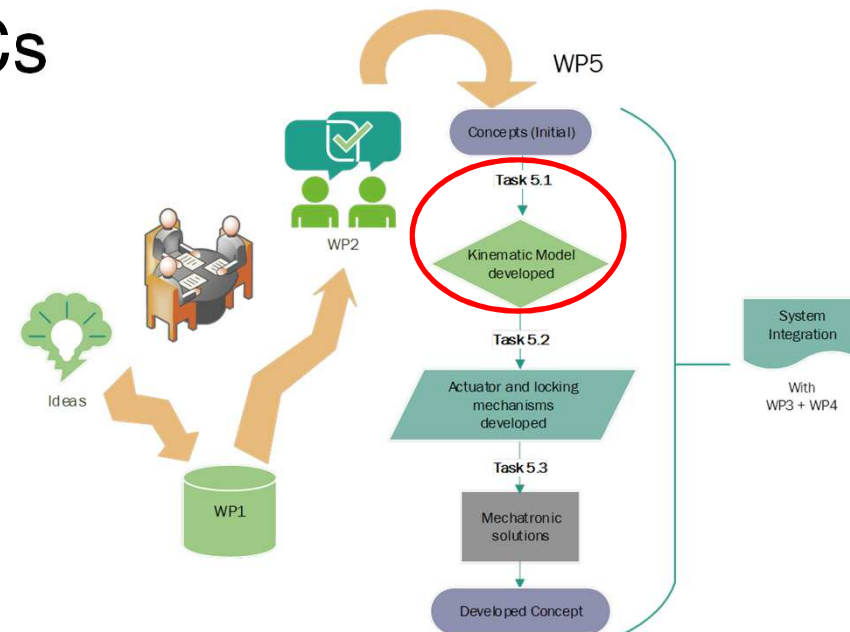 Cs
WP5
Concepts (Initial)
Task 5.1
WP2
Kinematic Model
developed
System
Integration
Task 5.2
Ideas
Actuator and locking
mechanisms
developed
With
WP3 + WP4
Task 5.3
WP1
Mechatronic
solutions
Developed Concept